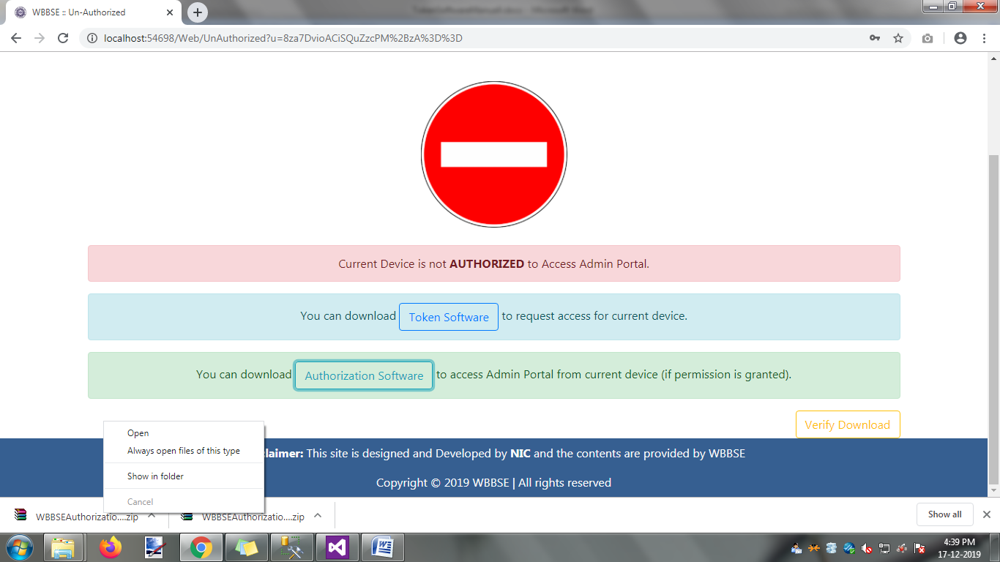 WBBSE :: Un-Authorized
localhost:54698/Web/UnAuthorized?u=8za7DvioACiSQuZzcPM%2BzA%3D%3D
Current Device is not AUTHORIZED to Access Admin Portal.
You can download Token Software to request access for current device.
You can download Authorization Software to access Admin Portal from current device (if permission is granted).
Verify Download
Open
Always open files of this type
Show in folder
Cancel
claimer: This site is designed and Developed by NIC and the contents are provided by WBBSE
Copyright © 2019 WBBSE | All rights reserved
WBBSEAuthorizatio....zip
WBBSEAuthorizatio....zip
Show all
4:39 PM
17-12-2019